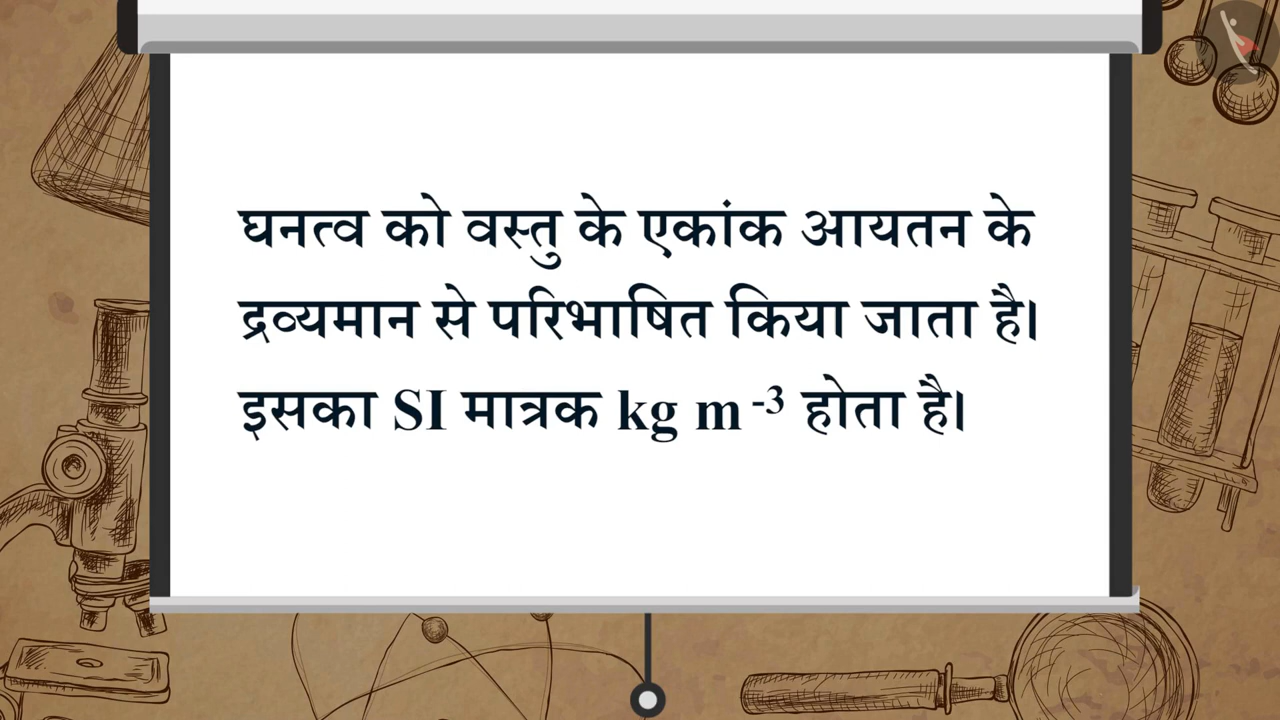 घनत्व को वस्तु के एकांक आयतन के
द्रव्यमान से परिभाषित किया जाता है।
इसका SI मात्रक kg m⁻³ होता है।